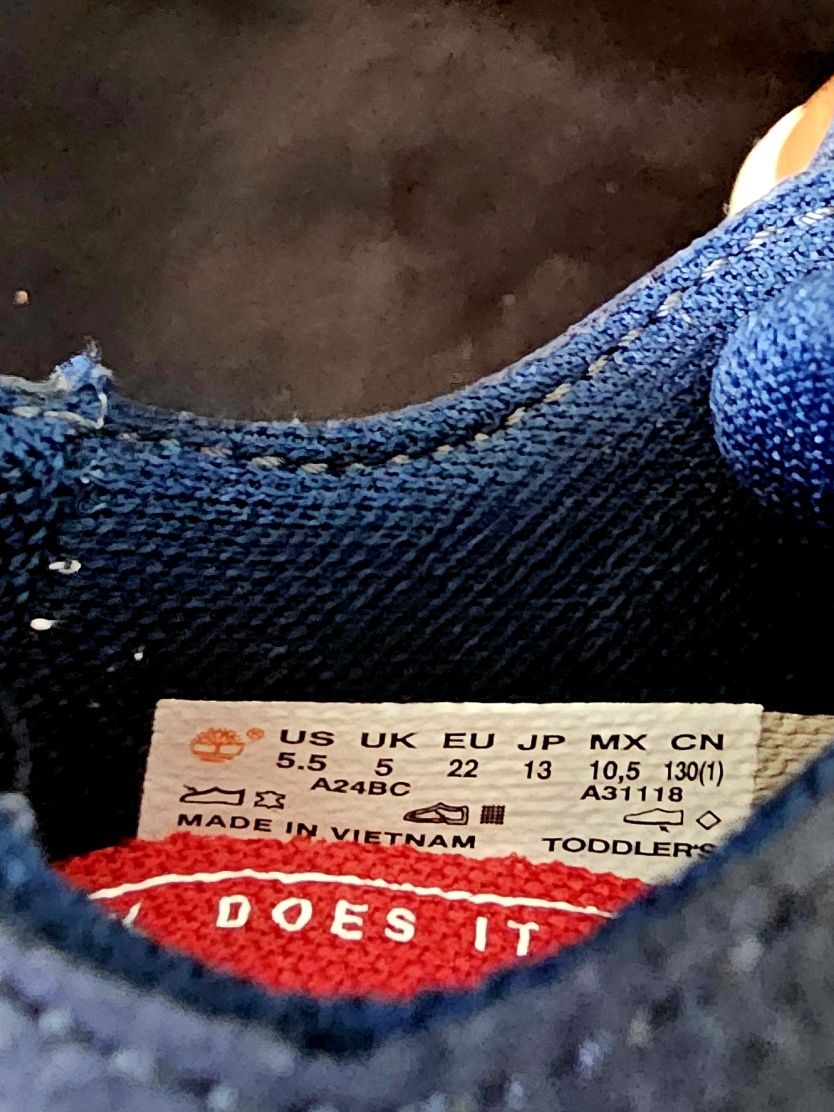 ® US UK EU JP MX CN
5.5 5 22 13 10,5 130(1)
A24BC A31118
MADE IN VIETNAM TODDLER'S
DOES IT